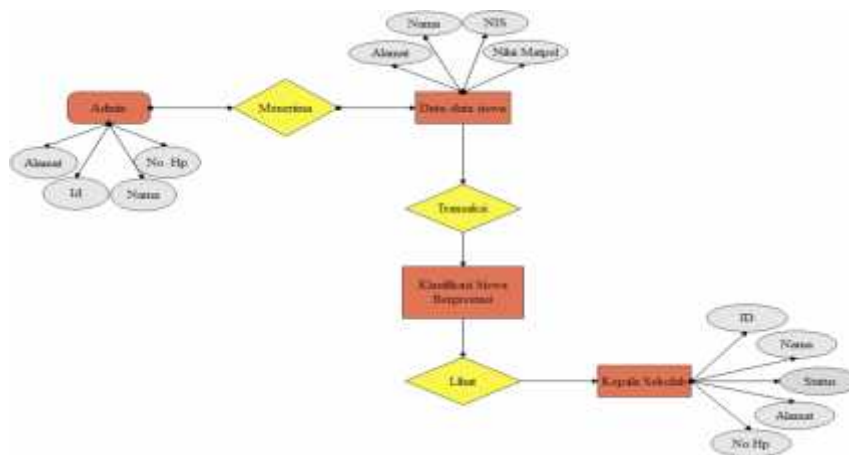 Nama
NIS
Alamat
Nilai Matpel
Admin
Menerima
Data-data siswa
Alamat
No Hp
Id
Nama
Transaksi
Klasifikasi Siswa
Berprestasi
ID
Nama
Lihat
Kepala Sekolah
Status
Alamat
No Hp